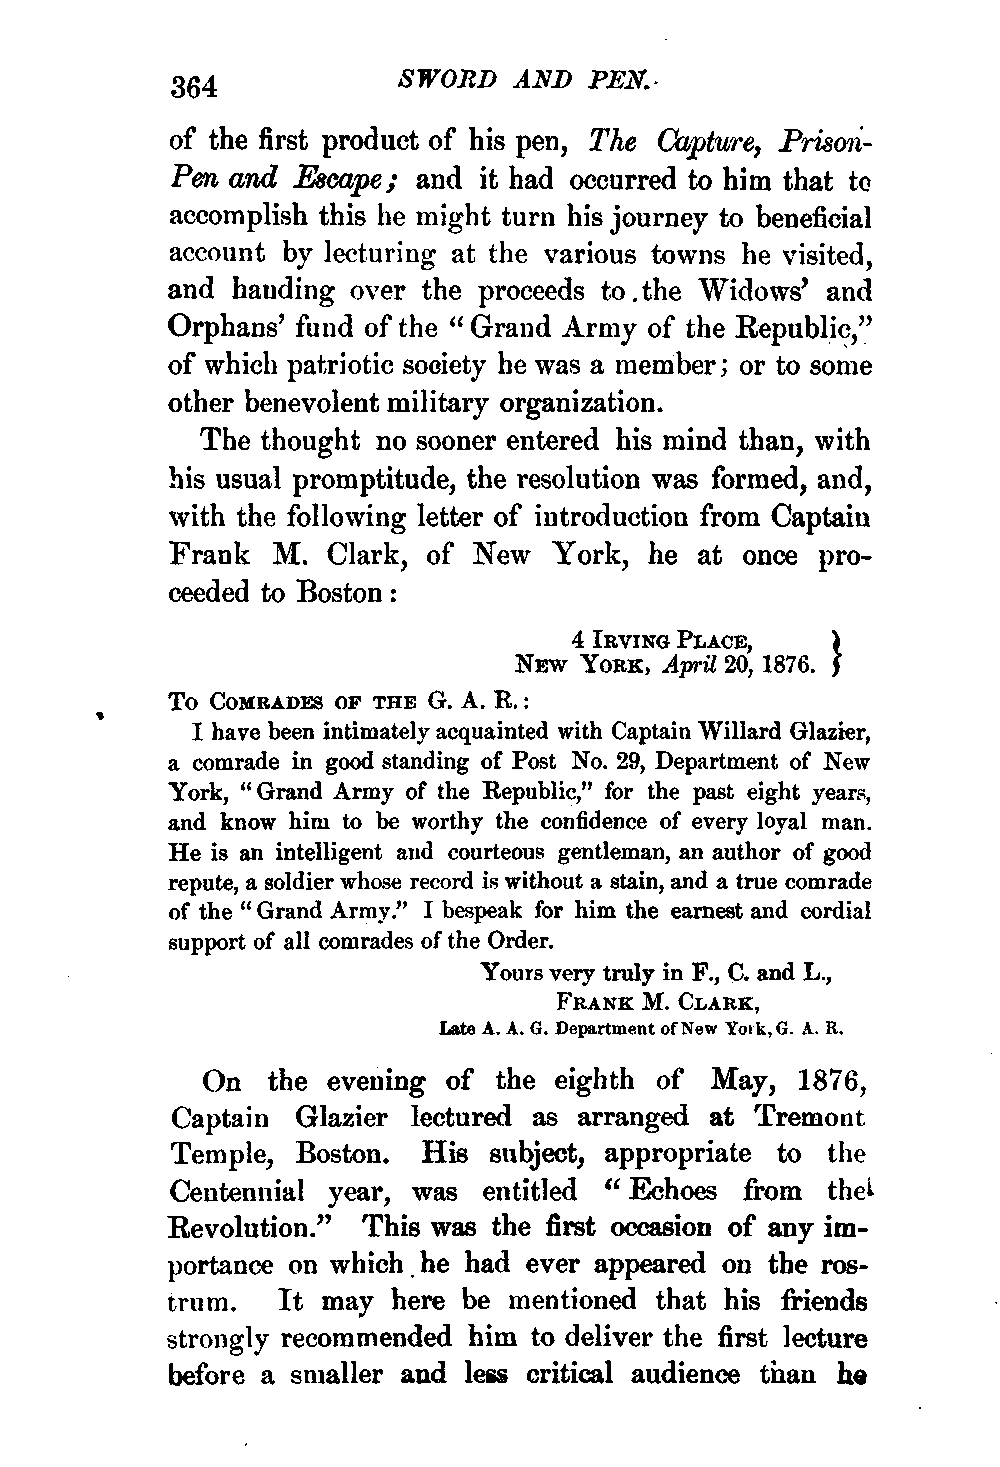 364 SWORD AND PEN.
of the first product of his pen, The Capture, Prison-
Pen and Escape; and it had occurred to him that to
accomplish this he might turn his journey to beneficial
account by lecturing at the various towns he visited,
and handing over the proceeds to the Widows' and
Orphans' fund of the "Grand Army of the Republic,"
of which patriotic society he was a member; or to some
other benevolent military organization.
The thought no sooner entered his mind than, with
his usual promptitude, the resolution was formed, and,
with the following letter of introduction from Captain
Frank M. Clark, of New York, he at once pro-
ceeded to Boston:
4 IRVING PLACE,
NEW YORK, April 20, 1876. }
TO COMRADES OF THE G. A. R.:
I have been intimately acquainted with Captain Willard Glazier,
a comrade in good standing of Post No. 29, Department of New
York, "Grand Army of the Republic," for the past eight years,
and know him to be worthy the confidence of every loyal man.
He is an intelligent and courteous gentleman, an author of good
repute, a soldier whose record is without a stain, and a true comrade
of the "Grand Army." I bespeak for him the earnest and cordial
support of all comrades of the Order.
Yours very truly in F., C. and L.,
FRANK M. CLARK,
Late A. A. G. Department of New York, G. A. R.
On the evening of the eighth of May, 1876,
Captain Glazier lectured as arranged at Tremont
Temple, Boston. His subject, appropriate to the
Centennial year, was entitled "Echoes from the
Revolution." This was the first occasion of any im-
portance on which he had ever appeared on the ros-
trum. It may here be mentioned that his friends
strongly recommended him to deliver the first lecture
before a smaller and less critical audience than he